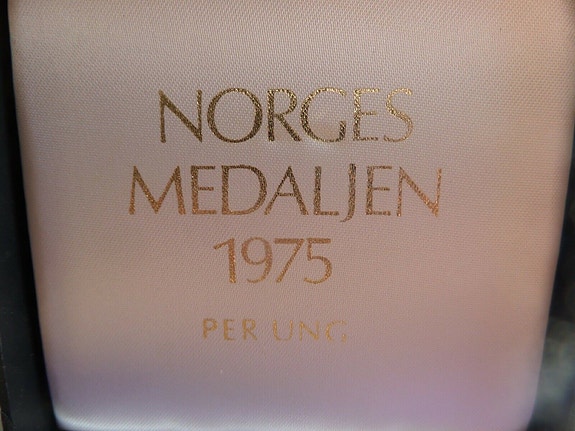 NORGES
MEDALJEN
1975
PER UNG